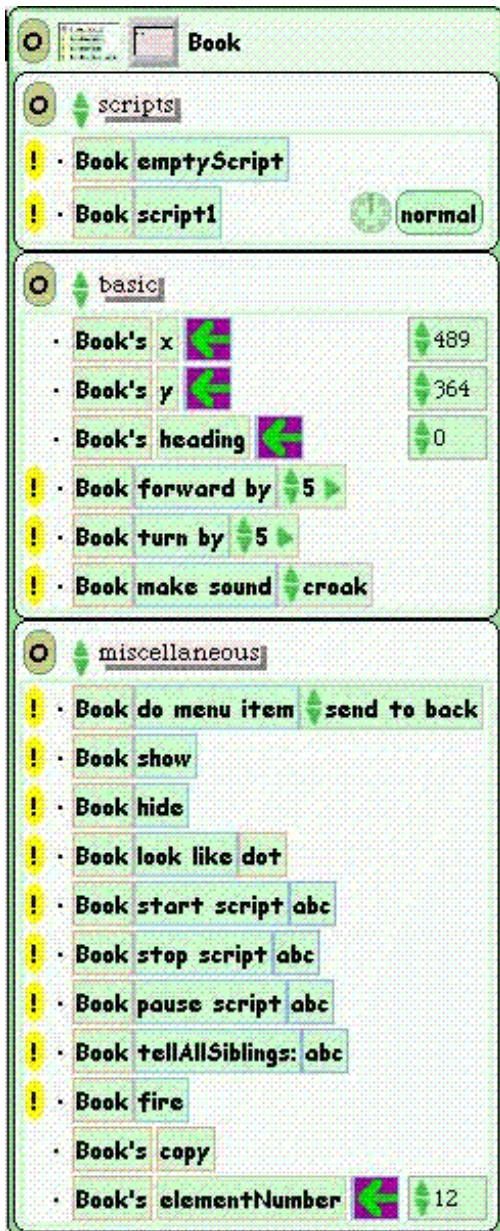 O Book
O scripts
! · Book emptyScript
! · Book script1 normal
O basic
· Book's x 489
· Book's y 364
· Book's heading 0
! · Book forward by 5
! · Book turn by 5
! · Book make sound croak
O miscellaneous
! · Book do menu item send to back
! · Book show
! · Book hide
! · Book look like dot
! · Book start script abc
! · Book stop script abc
! · Book pause script abc
! · Book tellAllSiblings: abc
! · Book fire
· Book's copy
· Book's elementNumber 12